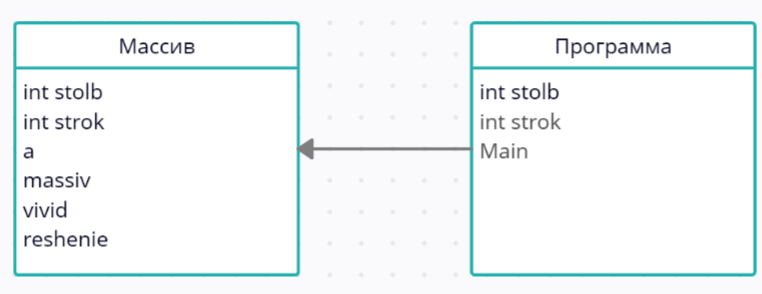 Массив
int stolb
int strok
a
massiv
vivid
reshenie
Программа
int stolb
int strok
Main